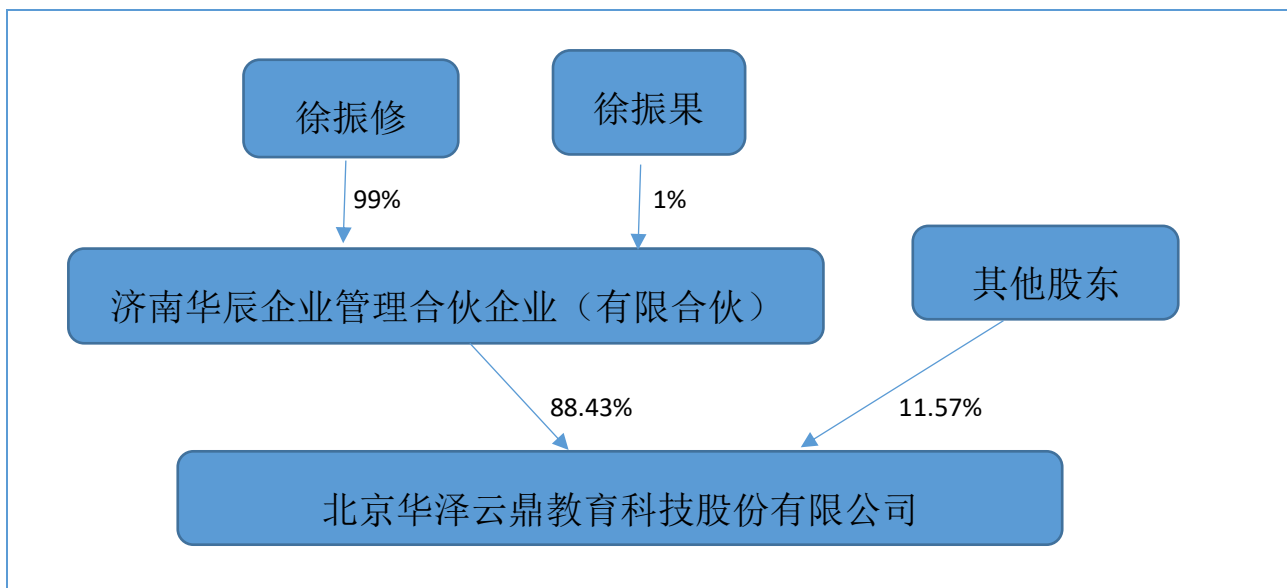 徐振修
徐振果
99%
1%
济南华辰企业管理合伙企业（有限合伙）
其他股东
88.43%
11.57%
北京华泽云鼎教育科技股份有限公司